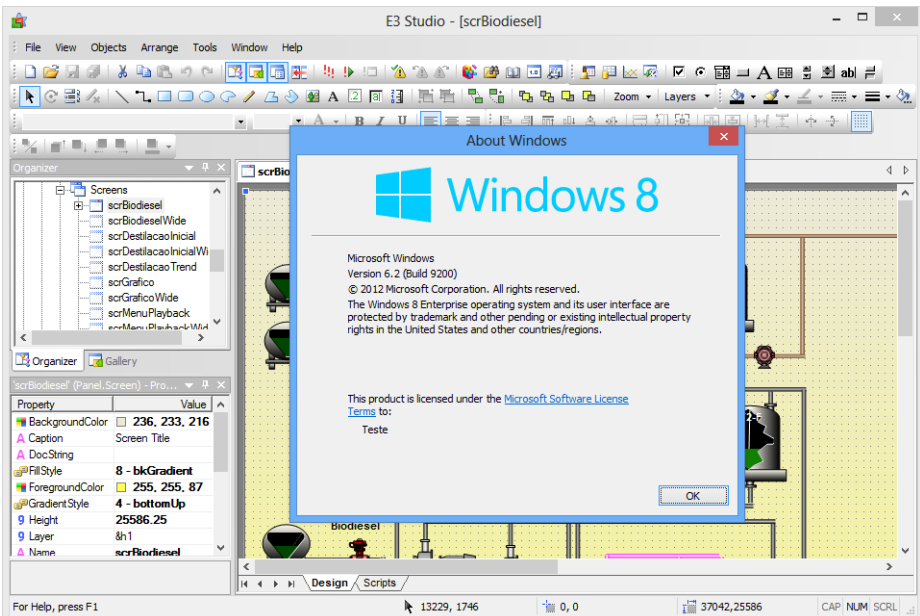 E3 Studio - [scrBiodiesel]
File View Objects Arrange Tools Window Help
Zoom Layers
Organizer
Screens
scrBiodiesel
scrBiodieselWide
scrDestilacaoInicial
scrDestilacaoInicialWi
scrDestilacaoTrend
scrGrafico
scrGraficoWide
scrMenuPlayback
scrMenuPlaybackWid
Organizer Gallery
'scrBiodiesel' (Panel.Screen) - Pro...
Property Value
BackgroundColor 236, 233, 216
Caption Screen Title
DocString
FillStyle 8 - bkGradient
ForegroundColor 255, 255, 87
GradientStyle 4 - bottomUp
Height 25586.25
Layer &h1
Name scrBiodiesel
scrBio
About Windows
Windows 8
Microsoft Windows
Version 6.2 (Build 9200)
© 2012 Microsoft Corporation. All rights reserved.
The Windows 8 Enterprise operating system and its user interface are
protected by trademark and other pending or existing intellectual property
rights in the United States and other countries/regions.
This product is licensed under the Microsoft Software License
Terms to:
Teste
OK
Biodiesel
Design Scripts
For Help, press F1 13229, 1746 0, 0 37042,25586 CAP NUM SCRL